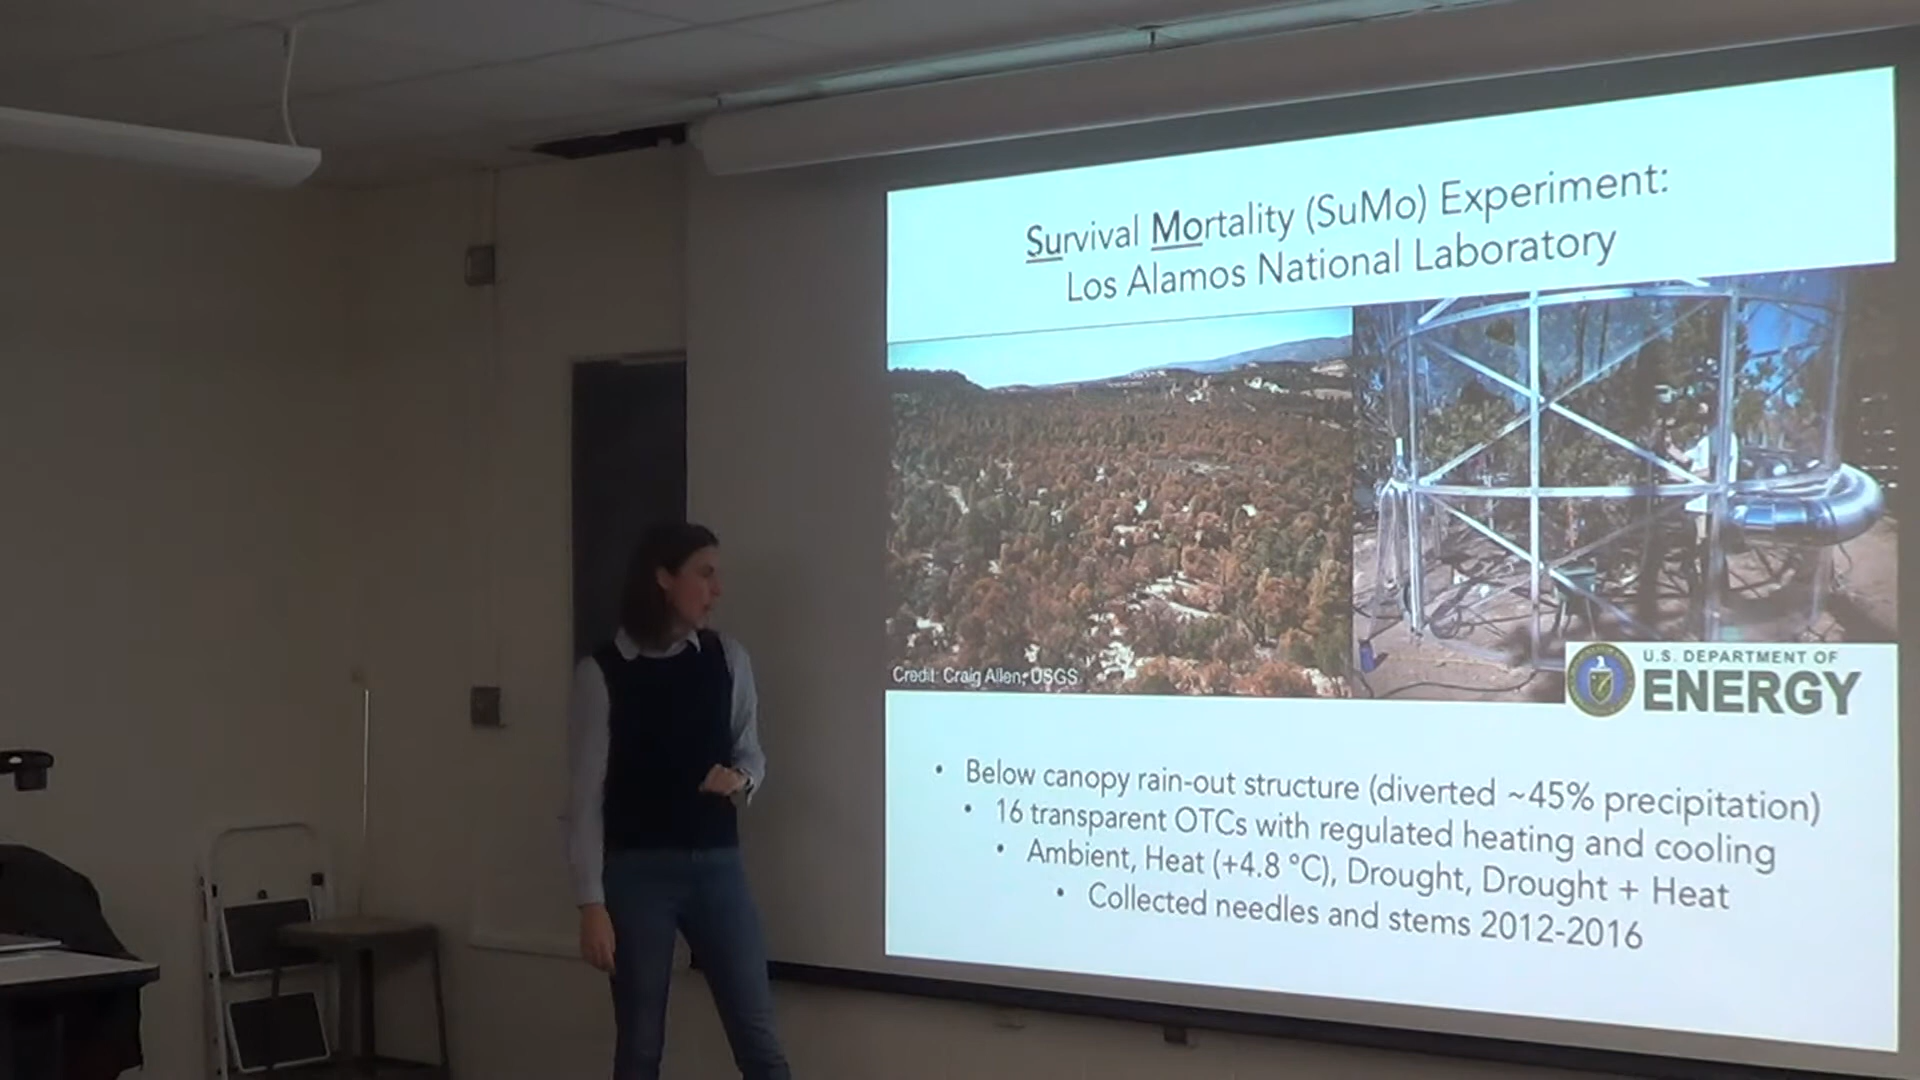 Survival Mortality (SuMo) Experiment:
Los Alamos National Laboratory
Credit: Craig Allen, USGS
U.S. DEPARTMENT OF
ENERGY
• Below canopy rain-out structure (diverted ~45% precipitation)
• 16 transparent OTCs with regulated heating and cooling
• Ambient, Heat (+4.8 °C), Drought, Drought + Heat
• Collected needles and stems 2012-2016